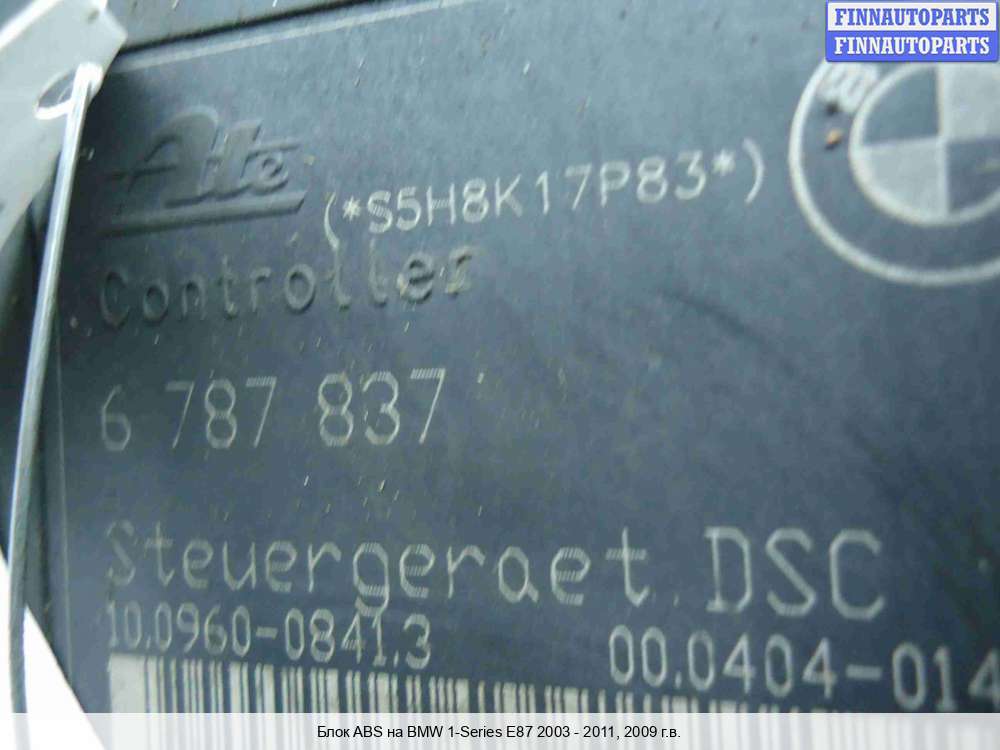 FINNAUTOPARTS
FINNAUTOPARTS
Ate
(*S5H8K17P83*)
Controller
6 787 837
Steuergeraet DSC
10.0960-0841.3
00.0404-014
Блок ABS на BMW 1-Series E87 2003 - 2011, 2009 г.в.